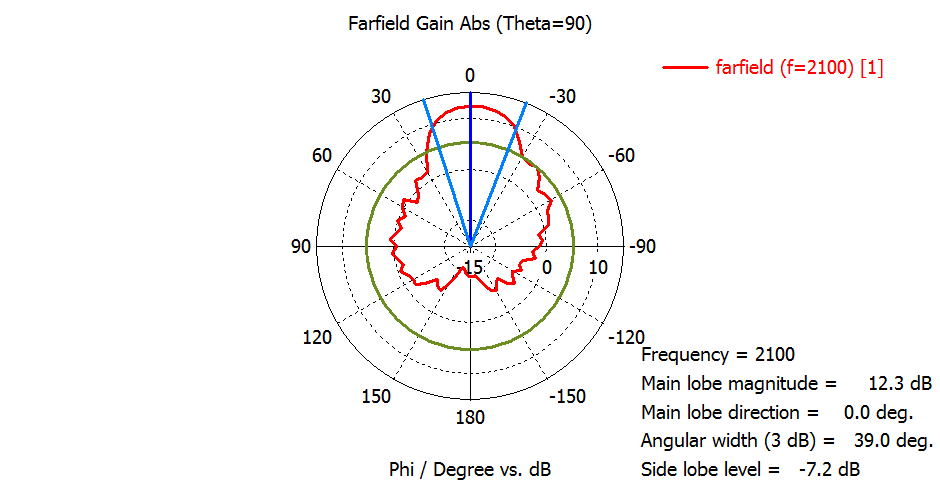 Farfield Gain Abs (Theta=90)
farfield (f=2100) [1]
0
30
-30
60
-60
90
-15
0
10
-90
120
-120
150
-150
180
Frequency = 2100
Main lobe magnitude = 12.3 dB
Main lobe direction = 0.0 deg.
Angular width (3 dB) = 39.0 deg.
Side lobe level = -7.2 dB
Phi / Degree vs. dB